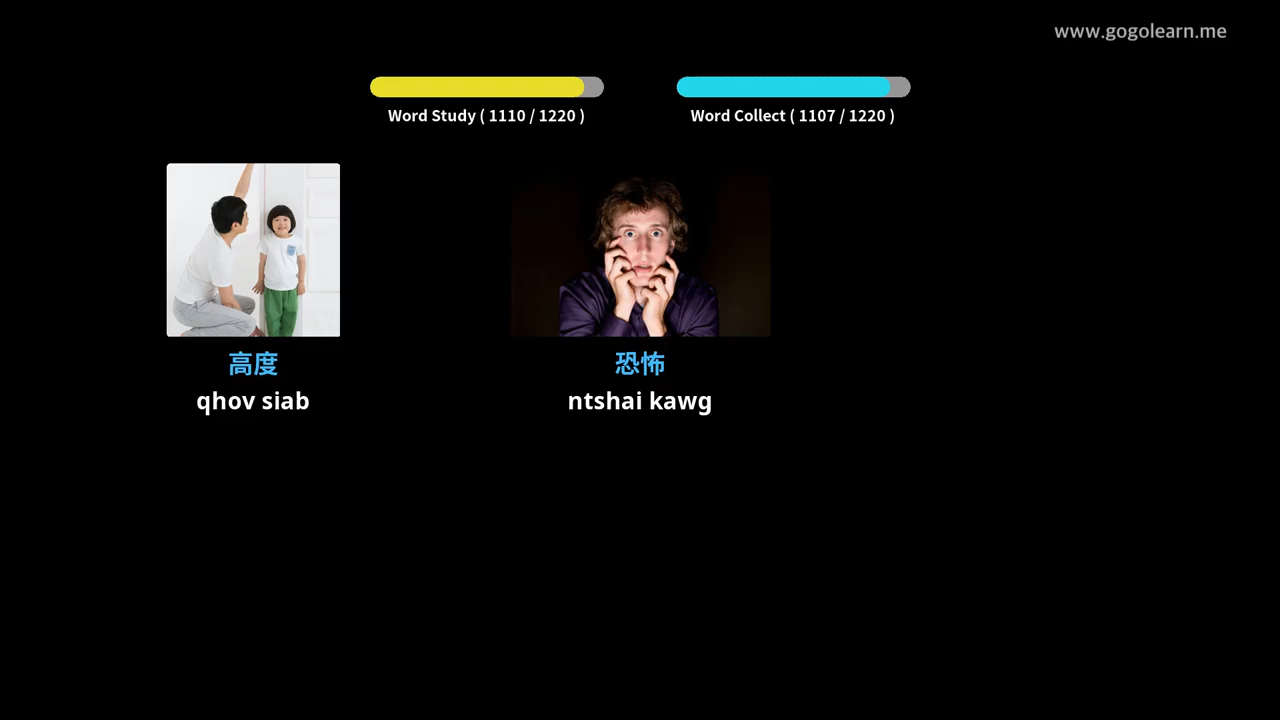 www.gogolearn.me
Word Study ( 1110 / 1220 )
Word Collect ( 1107 / 1220 )
高度
qhov siab
恐怖
ntshai kawg